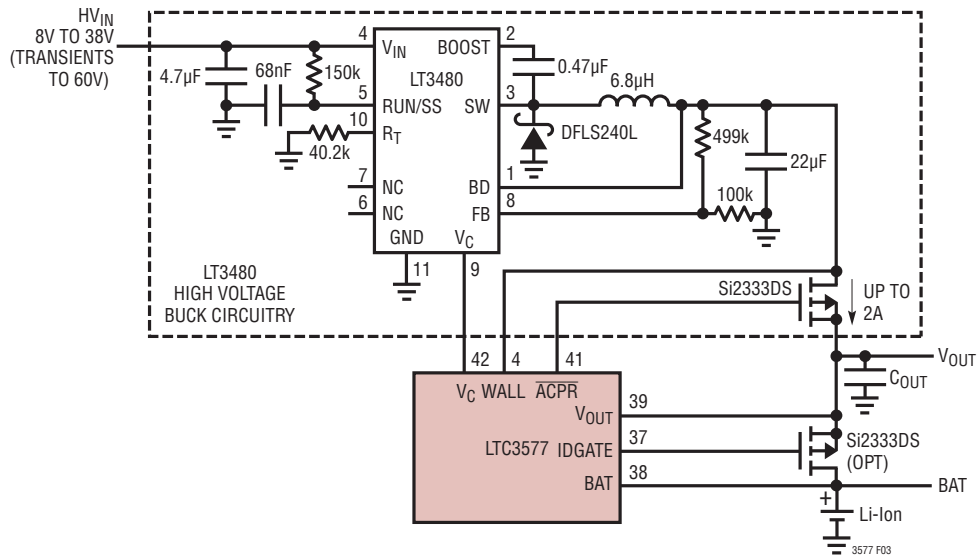 HVIN
8V TO 38V
(TRANSIENTS
TO 60V)
4.7µF
68nF
150k
40.2k
4
5
10
7
6
VIN
RUN/SS
RT
NC
NC
GND
VC
LT3480
BOOST
SW
BD
FB
2
3
1
8
11
9
0.47µF
6.8µH
DFLS240L
499k
100k
22µF
LT3480
HIGH VOLTAGE
BUCK CIRCUITRY
Si2333DS
UP TO
2A
42
4
41
VC
WALL
ACPR
VOUT
LTC3577
IDGATE
BAT
39
37
38
VOUT
COUT
Si2333DS
(OPT)
BAT
+
Li-Ion
3577 F03